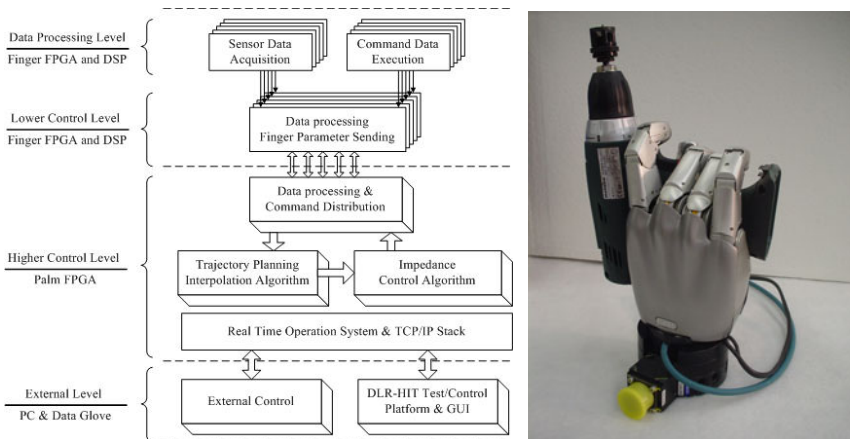 Data Processing Level
Finger FPGA and DSP
Sensor Data
Acquisition
Command Data
Execution
Lower Control Level
Finger FPGA and DSP
Data processing
Finger Parameter Sending
Higher Control Level
Palm FPGA
Data processing &
Command Distribution
Trajectory Planning
Interpolation Algorithm
Impedance
Control Algorithm
Real Time Operation System & TCP/IP Stack
External Level
PC & Data Glove
External Control
DLR-HIT Test/Control
Platform & GUI